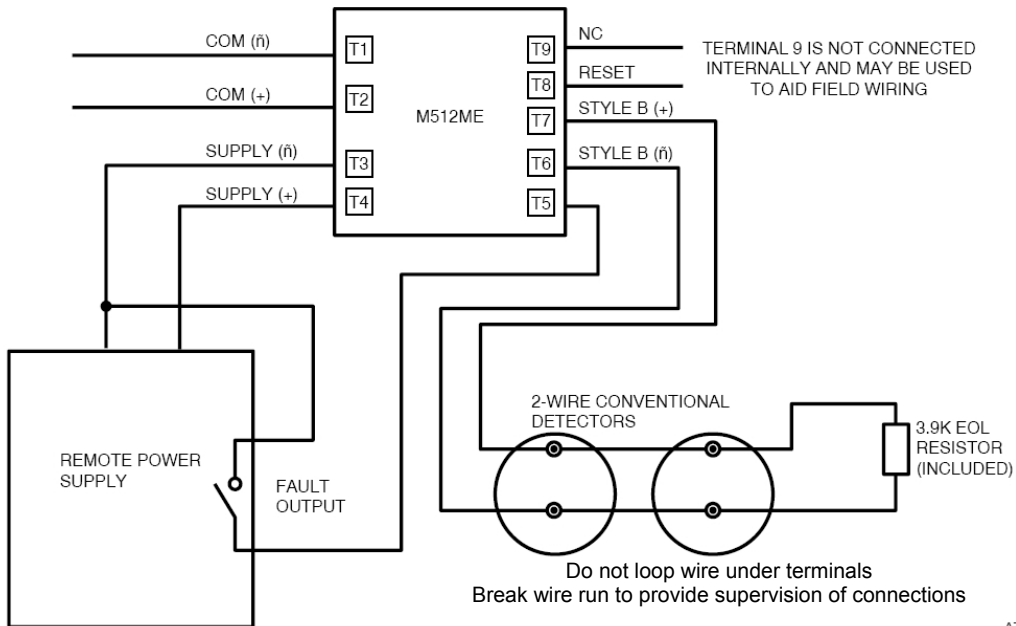 COM (ñ)
COM (+)
SUPPLY (ñ)
SUPPLY (+)
T1
T2
T3
T4
M512ME
T9
T8
T7
T6
T5
NC
RESET
STYLE B (+)
STYLE B (ñ)
TERMINAL 9 IS NOT CONNECTED
INTERNALLY AND MAY BE USED
TO AID FIELD WIRING
REMOTE POWER
SUPPLY
FAULT
OUTPUT
2-WIRE CONVENTIONAL
DETECTORS
3.9K EOL
RESISTOR
(INCLUDED)
Do not loop wire under terminals
Break wire run to provide supervision of connections